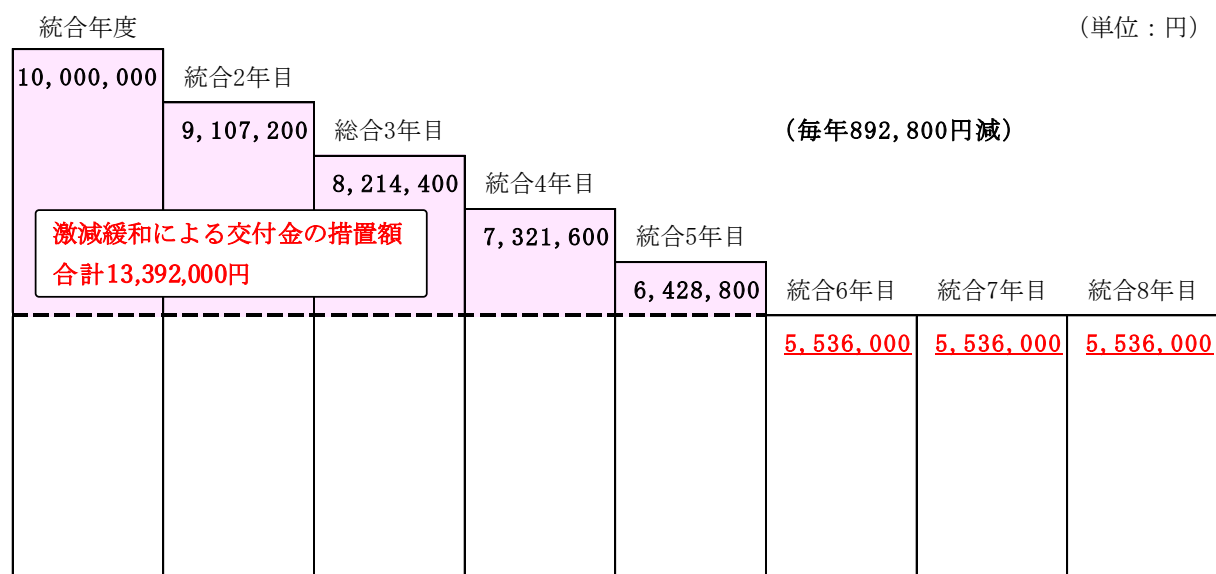 統合年度
（単位：円）
10,000,000
統合2年目
9,107,200
総合3年目
（毎年892,800円減）
8,214,400
統合4年目
激減緩和による交付金の措置額
合計13,392,000円
7,321,600
統合5年目
6,428,800
統合6年目
統合7年目
統合8年目
5,536,000
5,536,000
5,536,000